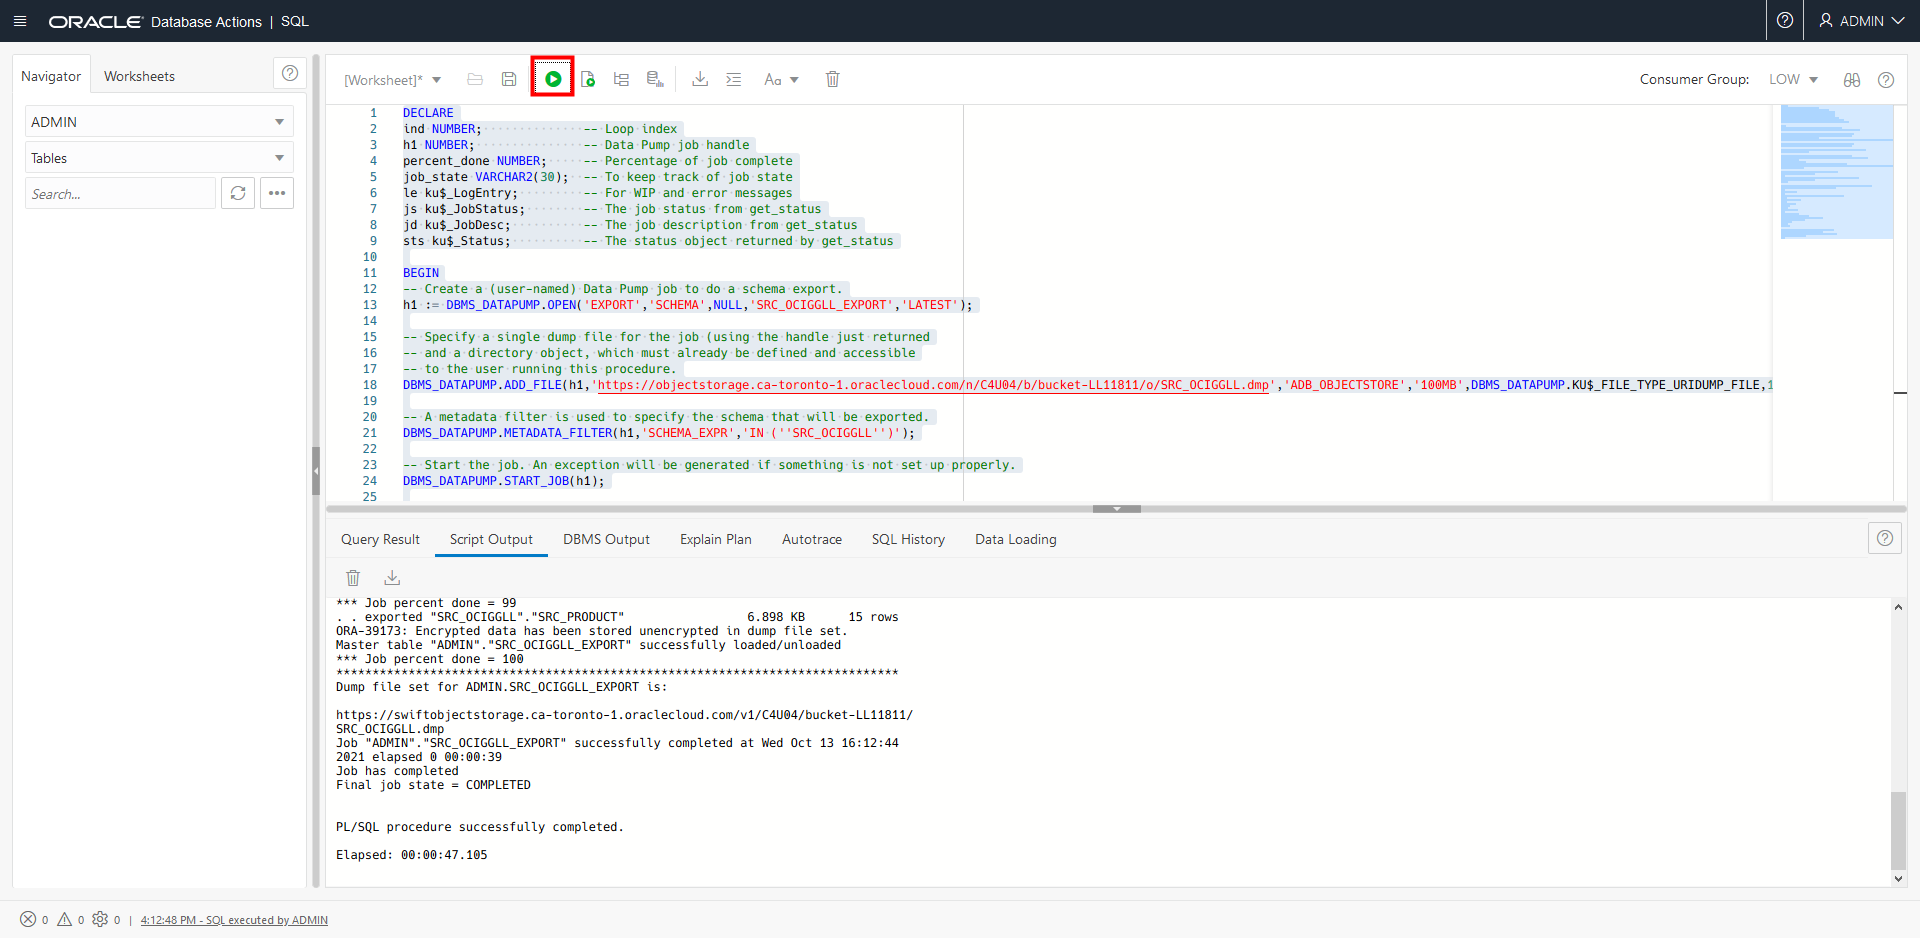 ORACLE Database Actions | SQL
ADMIN
Navigator
Worksheets
ADMIN
Tables
Search...
[Worksheet]*
Aa
Consumer Group:
LOW
1 DECLARE
2 ind NUMBER; -- Loop index
3 h1 NUMBER; -- Data Pump job handle
4 percent_done NUMBER; -- Percentage of job complete
5 job_state VARCHAR2(30); -- To keep track of job state
6 le ku$_LogEntry; -- For WIP and error messages
7 js ku$_JobStatus; -- The job status from get_status
8 jd ku$_JobDesc; -- The job description from get_status
9 sts ku$_Status; -- The status object returned by get_status
10
11 BEGIN
12 -- Create a (user-named) Data Pump job to do a schema export.
13 h1 := DBMS_DATAPUMP.OPEN('EXPORT','SCHEMA',NULL,'SRC_OCIGGLL_EXPORT','LATEST');
14
15 -- Specify a single dump file for the job (using the handle just returned
16 -- and a directory object, which must already be defined and accessible
17 -- to the user running this procedure.
18 DBMS_DATAPUMP.ADD_FILE(h1,'https://objectstorage.ca-toronto-1.oraclecloud.com/n/C4U04/b/bucket-LL11811/o/SRC_OCIGGLL.dmp','ADB_OBJECTSTORE','100MB',DBMS_DATAPUMP.KU$_FILE_TYPE_URIDUMP_FILE,1
19
20 -- A metadata filter is used to specify the schema that will be exported.
21 DBMS_DATAPUMP.METADATA_FILTER(h1,'SCHEMA_EXPR','IN (''SRC_OCIGGLL'')');
22
23 -- Start the job. An exception will be generated if something is not set up properly.
24 DBMS_DATAPUMP.START_JOB(h1);
25
Query Result
Script Output
DBMS Output
Explain Plan
Autotrace
SQL History
Data Loading
*** Job percent done = 99
. . exported "SRC_OCIGGLL"."SRC_PRODUCT" 6.898 KB 15 rows
ORA-39173: Encrypted data has been stored unencrypted in dump file set.
Master table "ADMIN"."SRC_OCIGGLL_EXPORT" successfully loaded/unloaded
*** Job percent done = 100
******************************************************************************
Dump file set for ADMIN.SRC_OCIGGLL_EXPORT is:
https://swiftobjectstorage.ca-toronto-1.oraclecloud.com/v1/C4U04/bucket-LL11811/
SRC_OCIGGLL.dmp
Job "ADMIN"."SRC_OCIGGLL_EXPORT" successfully completed at Wed Oct 13 16:12:44
2021 elapsed 0 00:00:39
Job has completed
Final job state = COMPLETED
PL/SQL procedure successfully completed.
Elapsed: 00:00:47.105
0 0 0 | 4:12:48 PM - SQL executed by ADMIN